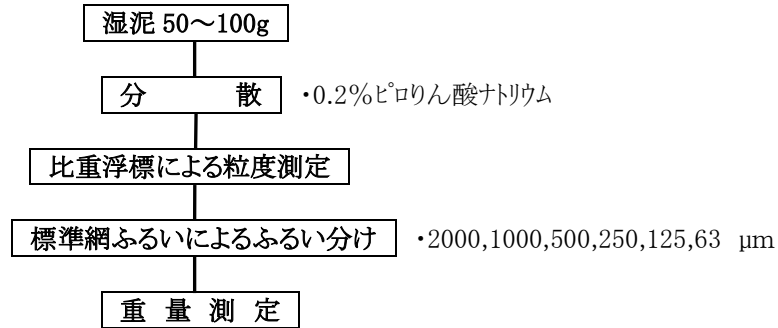 湿泥 50～100g
分　　散 ・0.2%ﾋﾟﾛりん酸ﾅﾄﾘｳﾑ
比重浮標による粒度測定
標準網ふるいによるふるい分け ・2000,1000,500,250,125,63 μm
重 量 測 定